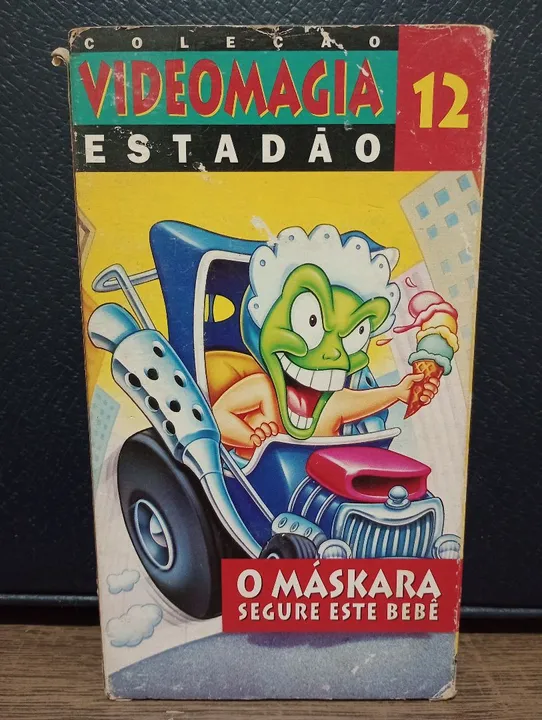 COLEÇÃO
VIDEOMAGIA
12
ESTADÃO
O MÁSKARA
SEGURE ESTE BEBÊ